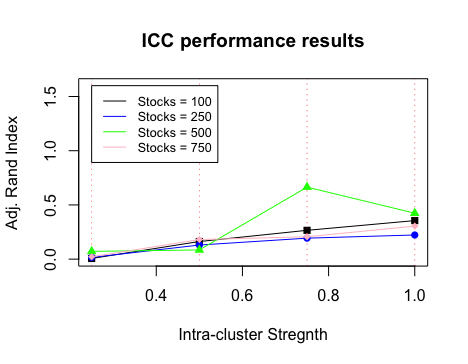 ICC performance results
Adj. Rand Index
1.5
1.0
0.5
0.0
Stocks = 100
Stocks = 250
Stocks = 500
Stocks = 750
0.4 0.6 0.8 1.0
Intra-cluster Stregnth